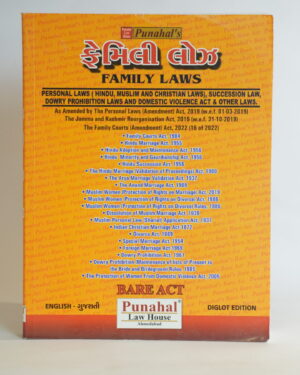 Punahal's
ફેમિલી લોઝ
FAMILY LAWS
PERSONAL LAWS ( HINDU, MUSLIM AND CHRISTIAN LAWS), SUCCESSION LAW,
DOWRY PROHIBITION LAWS AND DOMESTIC VIOLENCE ACT & OTHER LAWS.
As Amended by The Personal Laws (Amendment) Act, 2019 (w.e.f. 01-03-2019)
The Jammu and Kashmir Reorganisation Act, 2019 (w.e.f. 31-10-2019)
The Family Courts (Amendment) Act, 2022 (16 of 2022)
• Family Courts Act, 1984
• Hindu Marriage Act, 1955
• Hindu Adoption and Maintenance Act, 1956
• Hindu Minority and Guardianship Act, 1956
• Hindu Succession Act, 1956
• The Hindu Marriage (Validation of Proceedings) Act, 1960
• The Arya Marriage Validation Act, 1937
• The Anand Marriage Act, 1909
• Muslim Women (Protection of Rights on Marriage) Act, 2019
• Muslim Women (Protection of Rights on Divorce) Act, 1986
• Muslim Women (Protection of Rights on Divorce) Rules, 1986
• Dissolution of Muslim Marriage Act, 1939
• Muslim Personal Law (Shariat) Application Act, 1937
• Indian Christian Marriage Act, 1872
• Divorce Act, 1869
• Special Marriage Act, 1954
• Foreign Marriage Act, 1969
• Dowry Prohibition Act, 1961
• Dowry Prohibition (Maintenance of lists of Present to
the Bride and Bridegroom) Rules, 1985
• The Protection of Women From Domestic Violence Act, 2005
BARE ACT
ENGLISH - ગુજરાતી
Punahal
Law House
Ahmedabad
DIGLOT EDITION